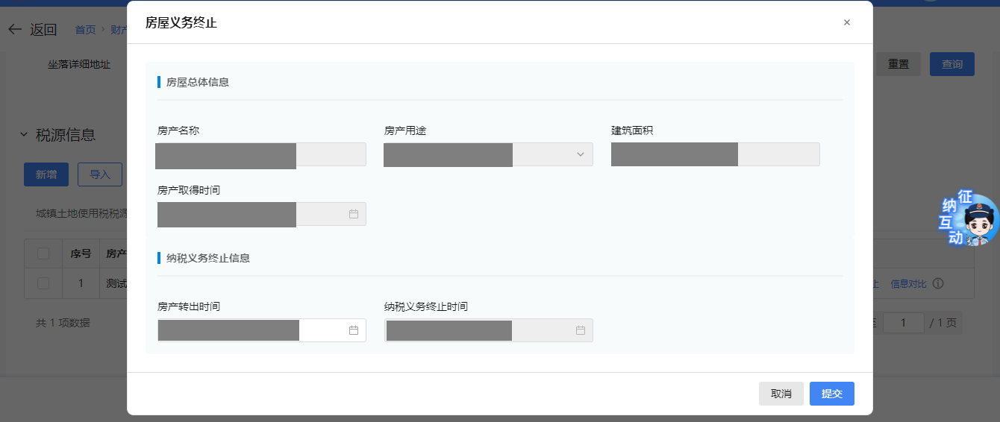 房屋义务终止
×
返回 首页 > 财产
坐落详细地址
重置 查询
房屋总体信息
税源信息
房产名称 房产用途 建筑面积
新增 导入
房产取得时间
城镇土地使用税税源
征
纳
互
动
序号 房产
纳税义务终止信息
1 测试
止 信息对比
房产转出时间 纳税义务终止时间
共 1 项数据
至 1 / 1 页
取消 提交